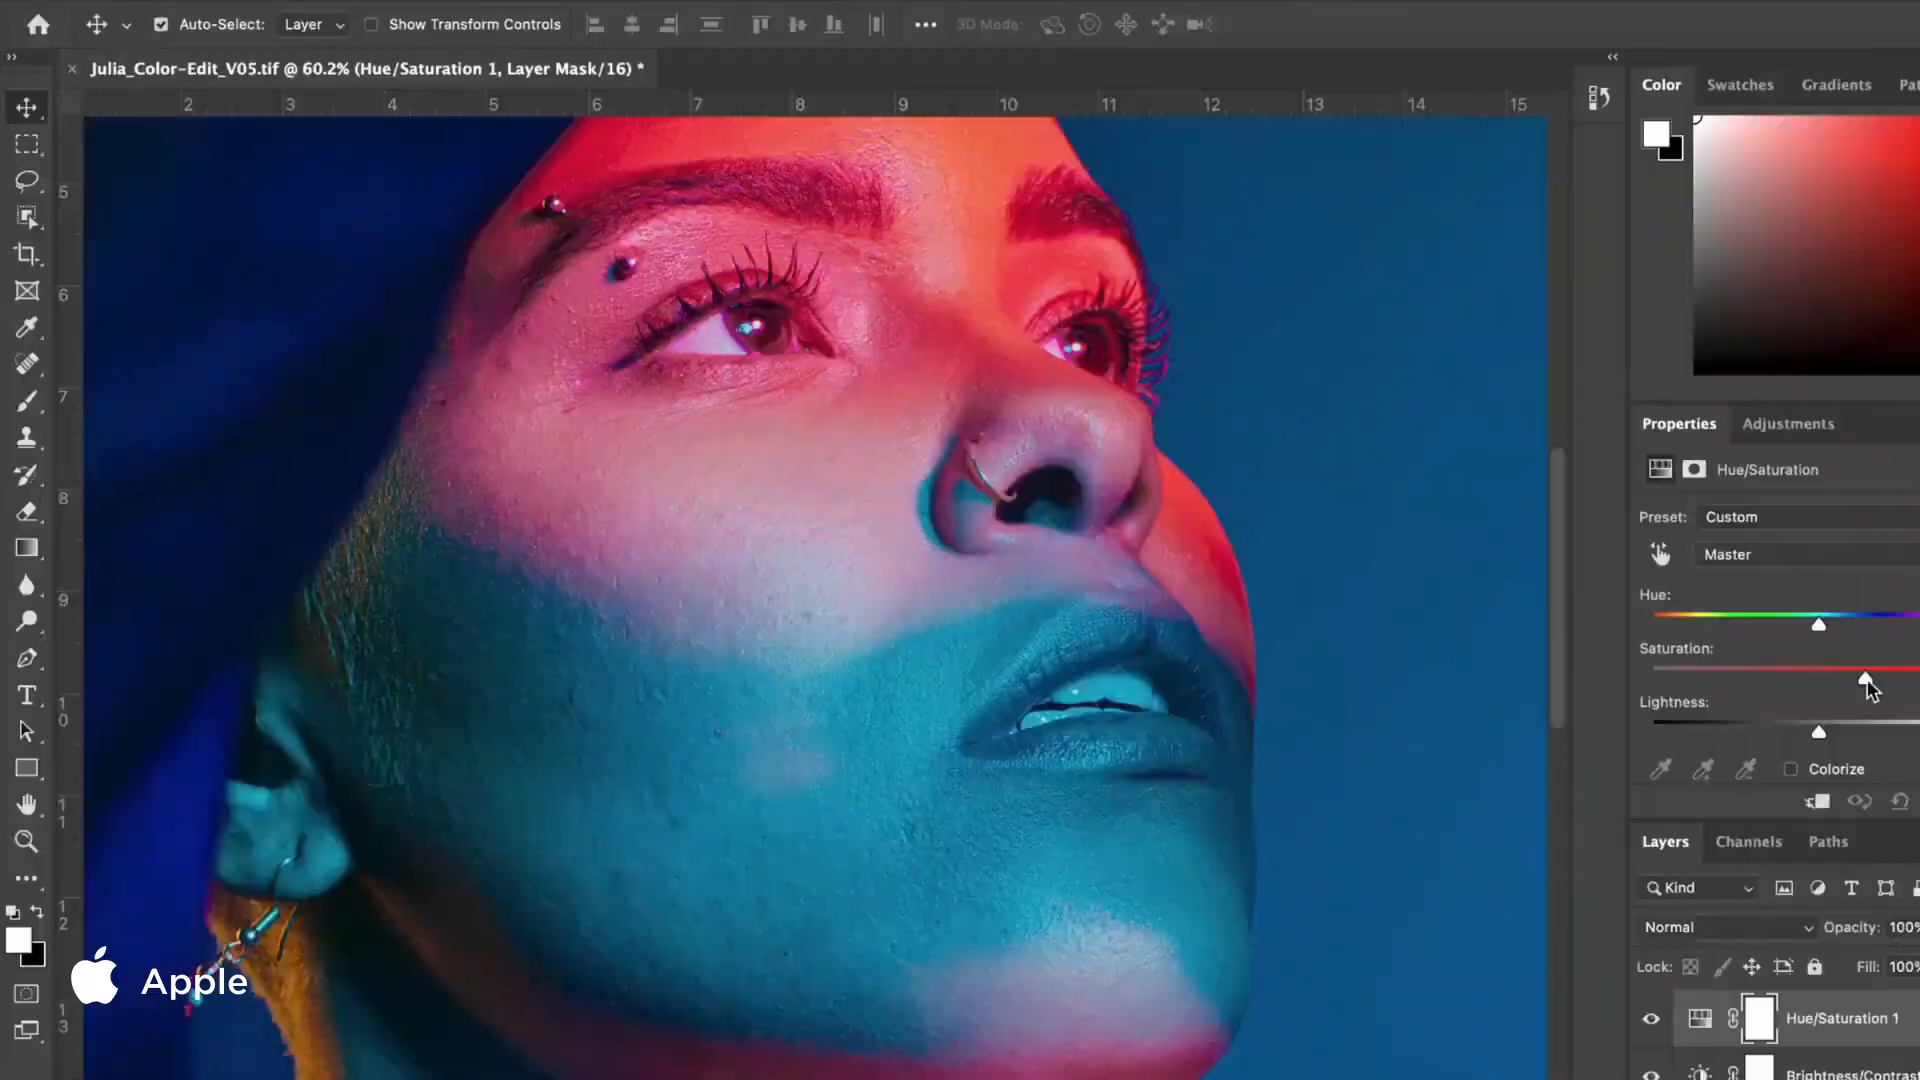 Auto-Select: Layer Show Transform Controls 3D Mode:
Julia_Color-Edit_V05.tif @ 60.2% (Hue/Saturation 1, Layer Mask/16) *
2 3 4 5 6 7 8 9 10 11 12 13 14 15
5
6
7
8
9
10
11
12
13
Color Swatches Gradients Pat
Properties Adjustments
Hue/Saturation
Preset: Custom
Master
Hue:
Saturation:
Lightness:
Colorize
Layers Channels Paths
Kind
Normal Opacity: 100%
Lock: Fill: 100%
Hue/Saturation 1
Brightness/Contrast
Apple